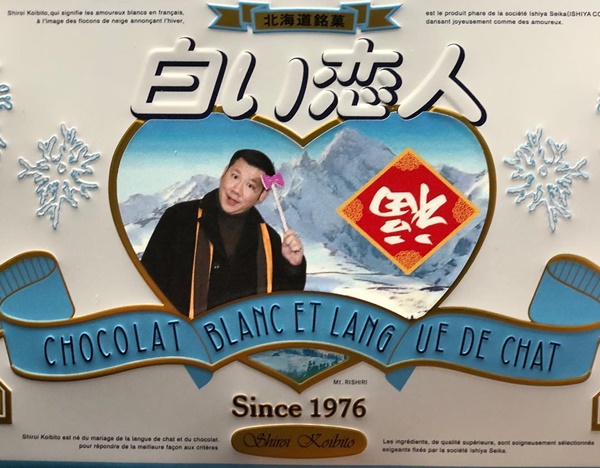 Shiroi Koibito,qui signifie les amoureux blancs en français,
à l'image des flocons de neige annonçant l'hiver,
est le produit phare de la société Ishiya Seika(ISHIYA CO
dansant joyeusement comme des amoureux.
北海道銘菓
白い恋人
福
CHOCOLAT BLANC ET LANGUE DE CHAT
Mt. RISHIRI
Since 1976
Shiroi Koibito
Shiroi Koibito est né du mariage de la langue de chat et du chocolat.
pour répondre de la meilleure façon aux critères
Les ingrédients, de qualité supérieure, sont soigneusement sélectionnés
exigeants fixés par la société Ishiya Seika.